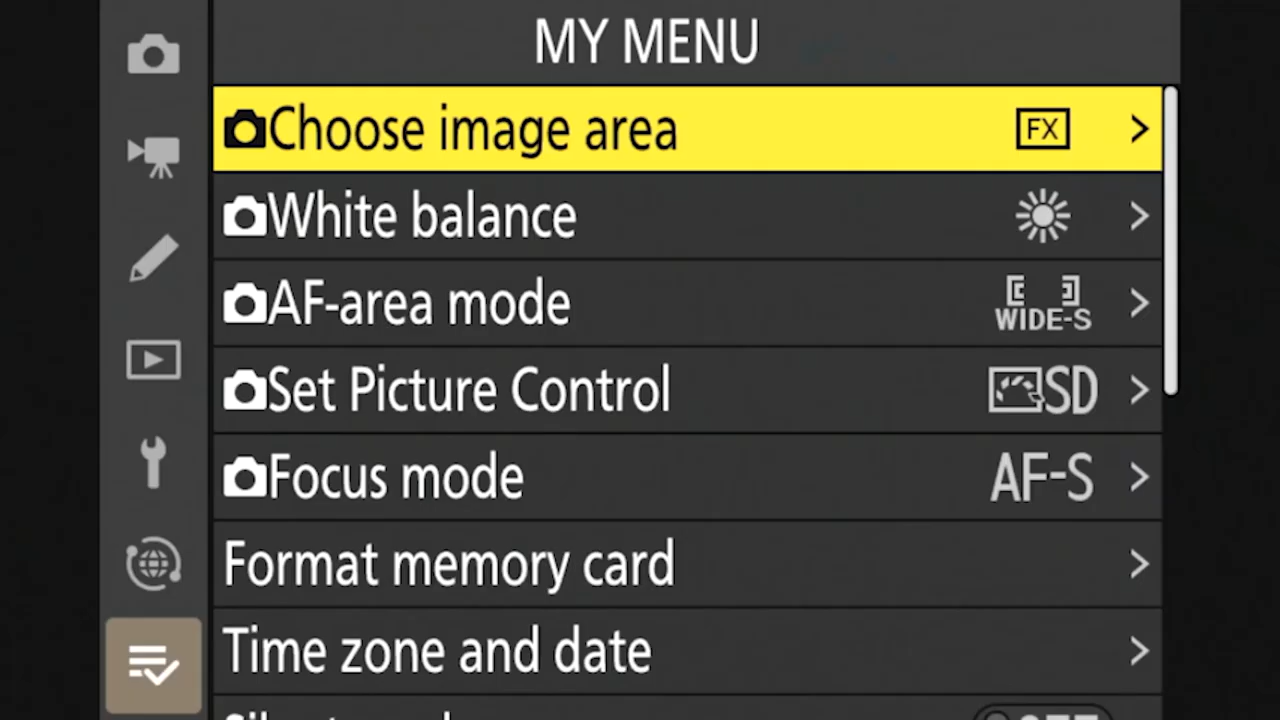 MY MENU
Choose image area FX
White balance
AF-area mode WIDE-S
Set Picture Control SD
Focus mode AF-S
Format memory card
Time zone and date